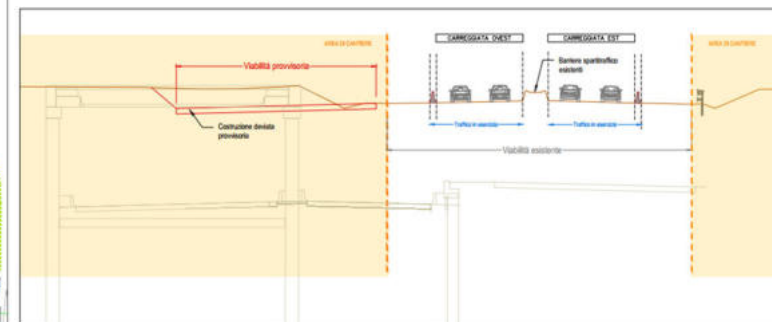 CARREGGIATA OVEST
CARREGGIATA EST
AREA DI CANTIERE
AREA DI CANTIERE
Viabilità provvisoria
Barriere spartitraffico
esistenti
Costruzione deviata
provvisoria
Traffico in esercizio
Traffico in esercizio
Viabilità esistente